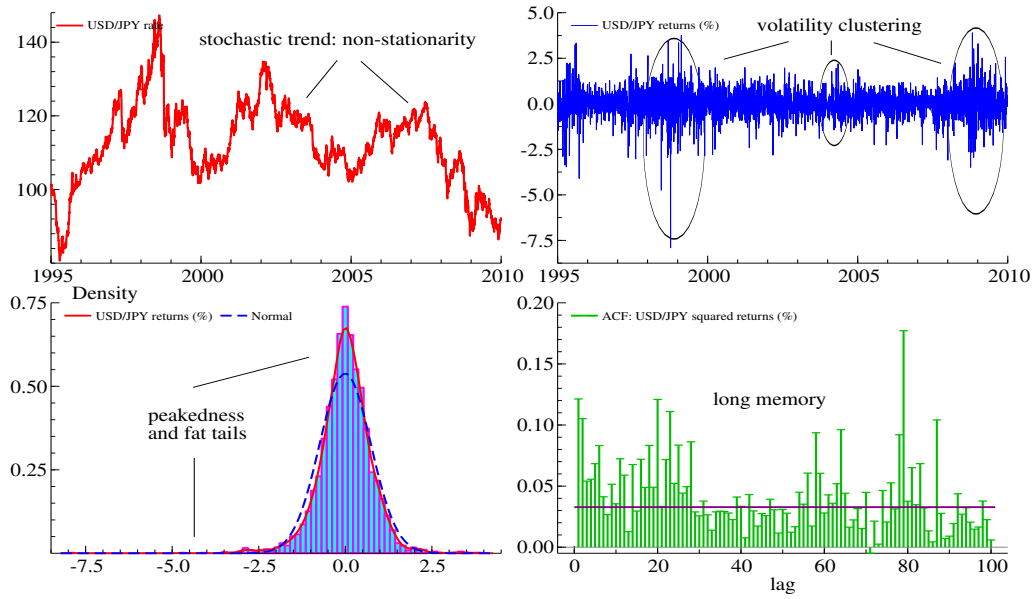 USD/JPY rate
stochastic trend: non-stationarity
140
120
100
1995 2000 2005 2010
USD/JPY returns (%)
volatility clustering
5.0
2.5
0.0
-2.5
-5.0
-7.5
1995 2000 2005 2010
Density
0.75
USD/JPY returns (%) Normal
0.50
peakedness
and fat tails
0.25
-7.5 -5.0 -2.5 0.0 2.5
0.20
ACF: USD/JPY squared returns (%)
0.15
long memory
0.10
0.05
0.00
0 20 40 60 80 100
lag